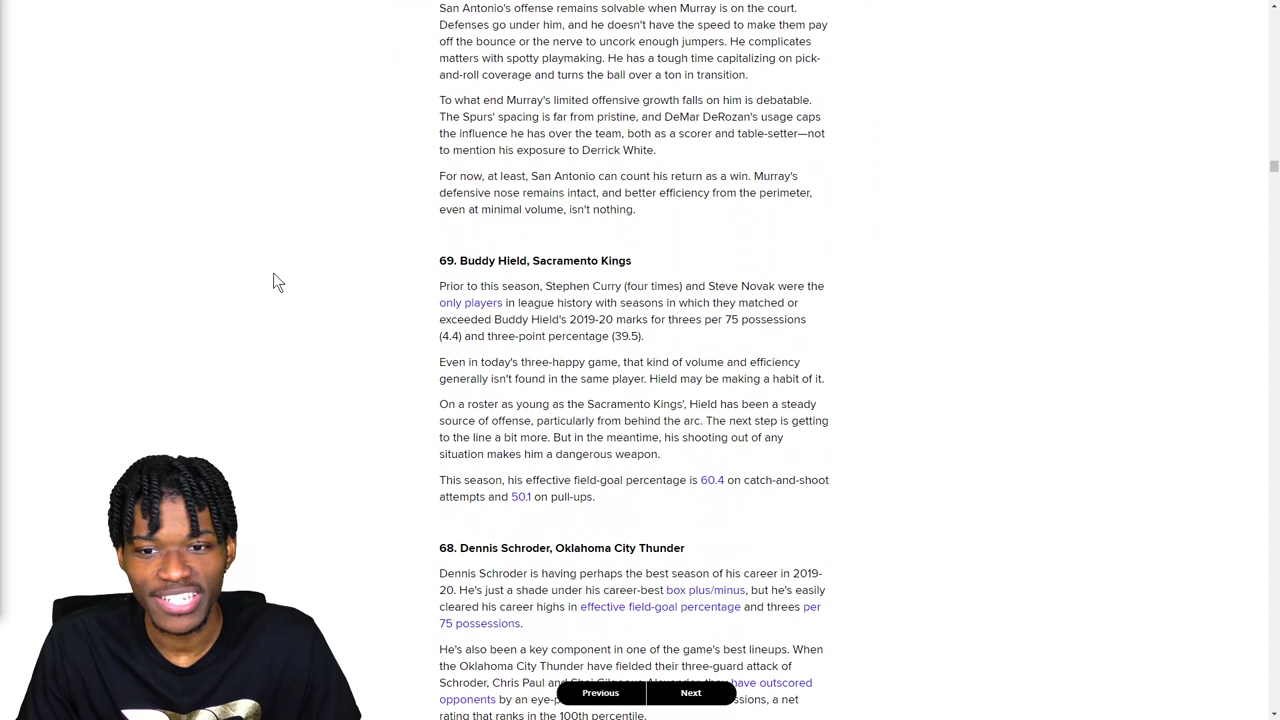 San Antonio's offense remains solvable when Murray is on the court.
Defenses go under him, and he doesn't have the speed to make them pay
off the bounce or the nerve to uncork enough jumpers. He complicates
matters with spotty playmaking. He has a tough time capitalizing on pick-
and-roll coverage and turns the ball over a ton in transition.
To what end Murray's limited offensive growth falls on him is debatable.
The Spurs' spacing is far from pristine, and DeMar DeRozan's usage caps
the influence he has over the team, both as a scorer and table-setter—not
to mention his exposure to Derrick White.
For now, at least, San Antonio can count his return as a win. Murray's
defensive nose remains intact, and better efficiency from the perimeter,
even at minimal volume, isn't nothing.
69. Buddy Hield, Sacramento Kings
Prior to this season, Stephen Curry (four times) and Steve Novak were the
only players in league history with seasons in which they matched or
exceeded Buddy Hield's 2019-20 marks for threes per 75 possessions
(4.4) and three-point percentage (39.5).
Even in today's three-happy game, that kind of volume and efficiency
generally isn't found in the same player. Hield may be making a habit of it.
On a roster as young as the Sacramento Kings', Hield has been a steady
source of offense, particularly from behind the arc. The next step is getting
to the line a bit more. But in the meantime, his shooting out of any
situation makes him a dangerous weapon.
This season, his effective field-goal percentage is 60.4 on catch-and-shoot
attempts and 50.1 on pull-ups.
68. Dennis Schroder, Oklahoma City Thunder
Dennis Schroder is having perhaps the best season of his career in 2019-
20. He's just a shade under his career-best box plus/minus, but he's easily
cleared his career highs in effective field-goal percentage and threes per
75 possessions.
He's also been a key component in one of the game's best lineups. When
the Oklahoma City Thunder have fielded their three-guard attack of
Schroder, Chris Paul and have outscored
opponents by an net
rating that ranks in the 100th percentile.
Previous Next